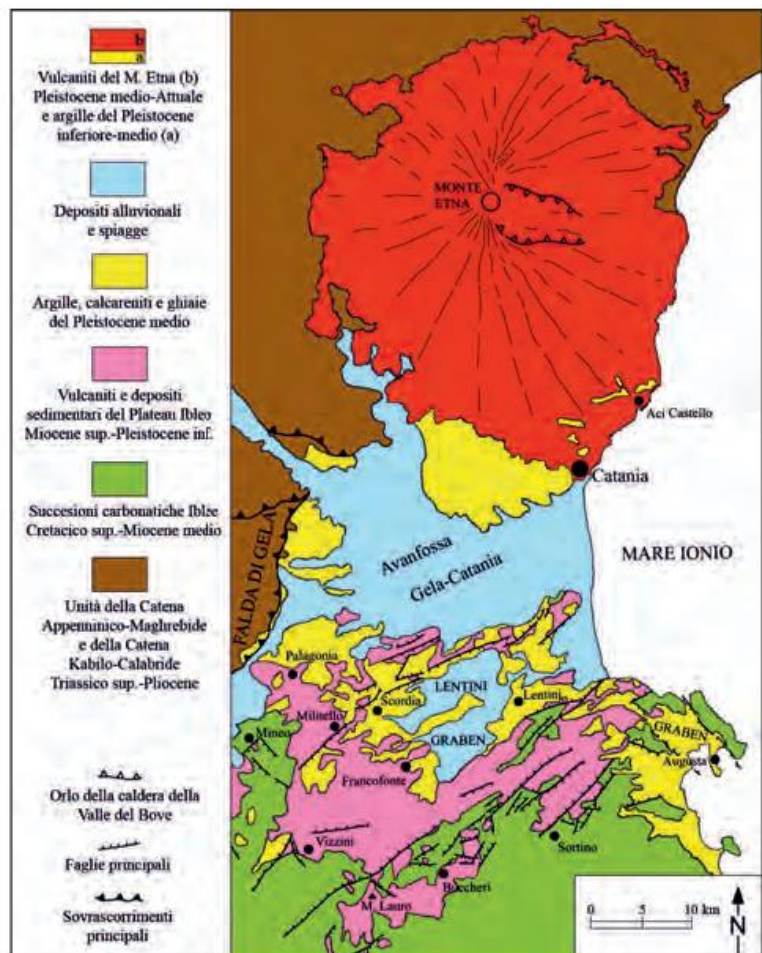 b
a
Vulcaniti del M. Etna (b)
Pleistocene medio-Attuale
e argille del Pleistocene
inferiore-medio (a)
Depositi alluvionali
e spiagge
Argille, calcareniti e ghiaie
del Pleistocene medio
Vulcaniti e depositi
sedimentari del Plateau Ibleo
Miocene sup.-Pleistocene inf.
Succesioni carbonatiche Iblee
Cretacico sup.-Miocene medio
Unità della Catena
Appenninico-Maghrebide
e della Catena
Kabilo-Calabride
Triassico sup.-Pliocene
Orlo della caldera della
Valle del Bove
Faglie principali
Sovrascorrimenti
principali
MONTE
ETNA
Aci Castello
Catania
MARE IONIO
Avanfossa
Gela-Catania
FALDA DI GELA
Palagonia
LENTINI
Scordia
Lentini
Militello
Mineo
GRABEN
GRABEN
Augusta
Francofonte
Vizzini
Sortino
Buccheri
M. Lauro
0 5 10 km
N